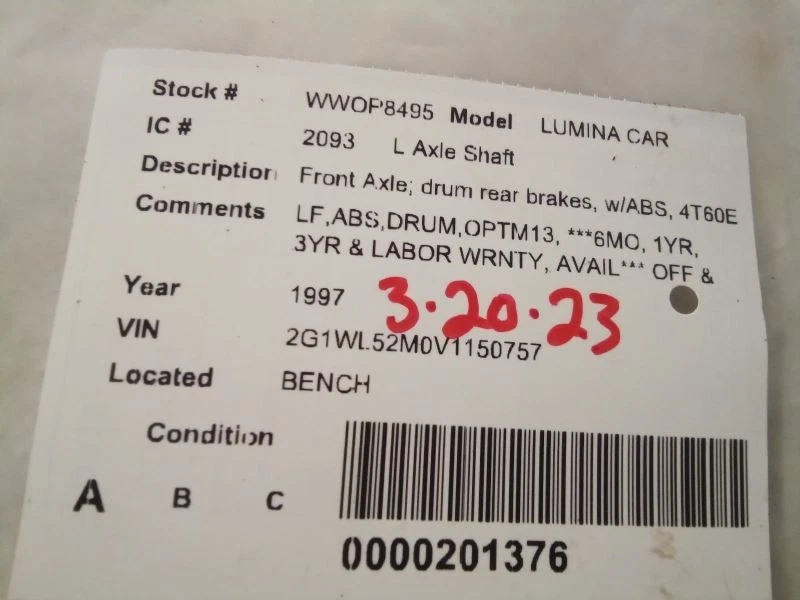 Stock # WWOP8495 Model LUMINA CAR
IC # 2093 L Axle Shaft
Description Front Axle; drum rear brakes, w/ABS, 4T60E
Comments LF,ABS,DRUM,OPTM13, ***6MO, 1YR,
3YR & LABOR WRNTY, AVAIL*** OFF &
Year 1997 3.20.23
VIN 2G1WL52M0V1150757
Located BENCH
Condition
A B C
0000201376